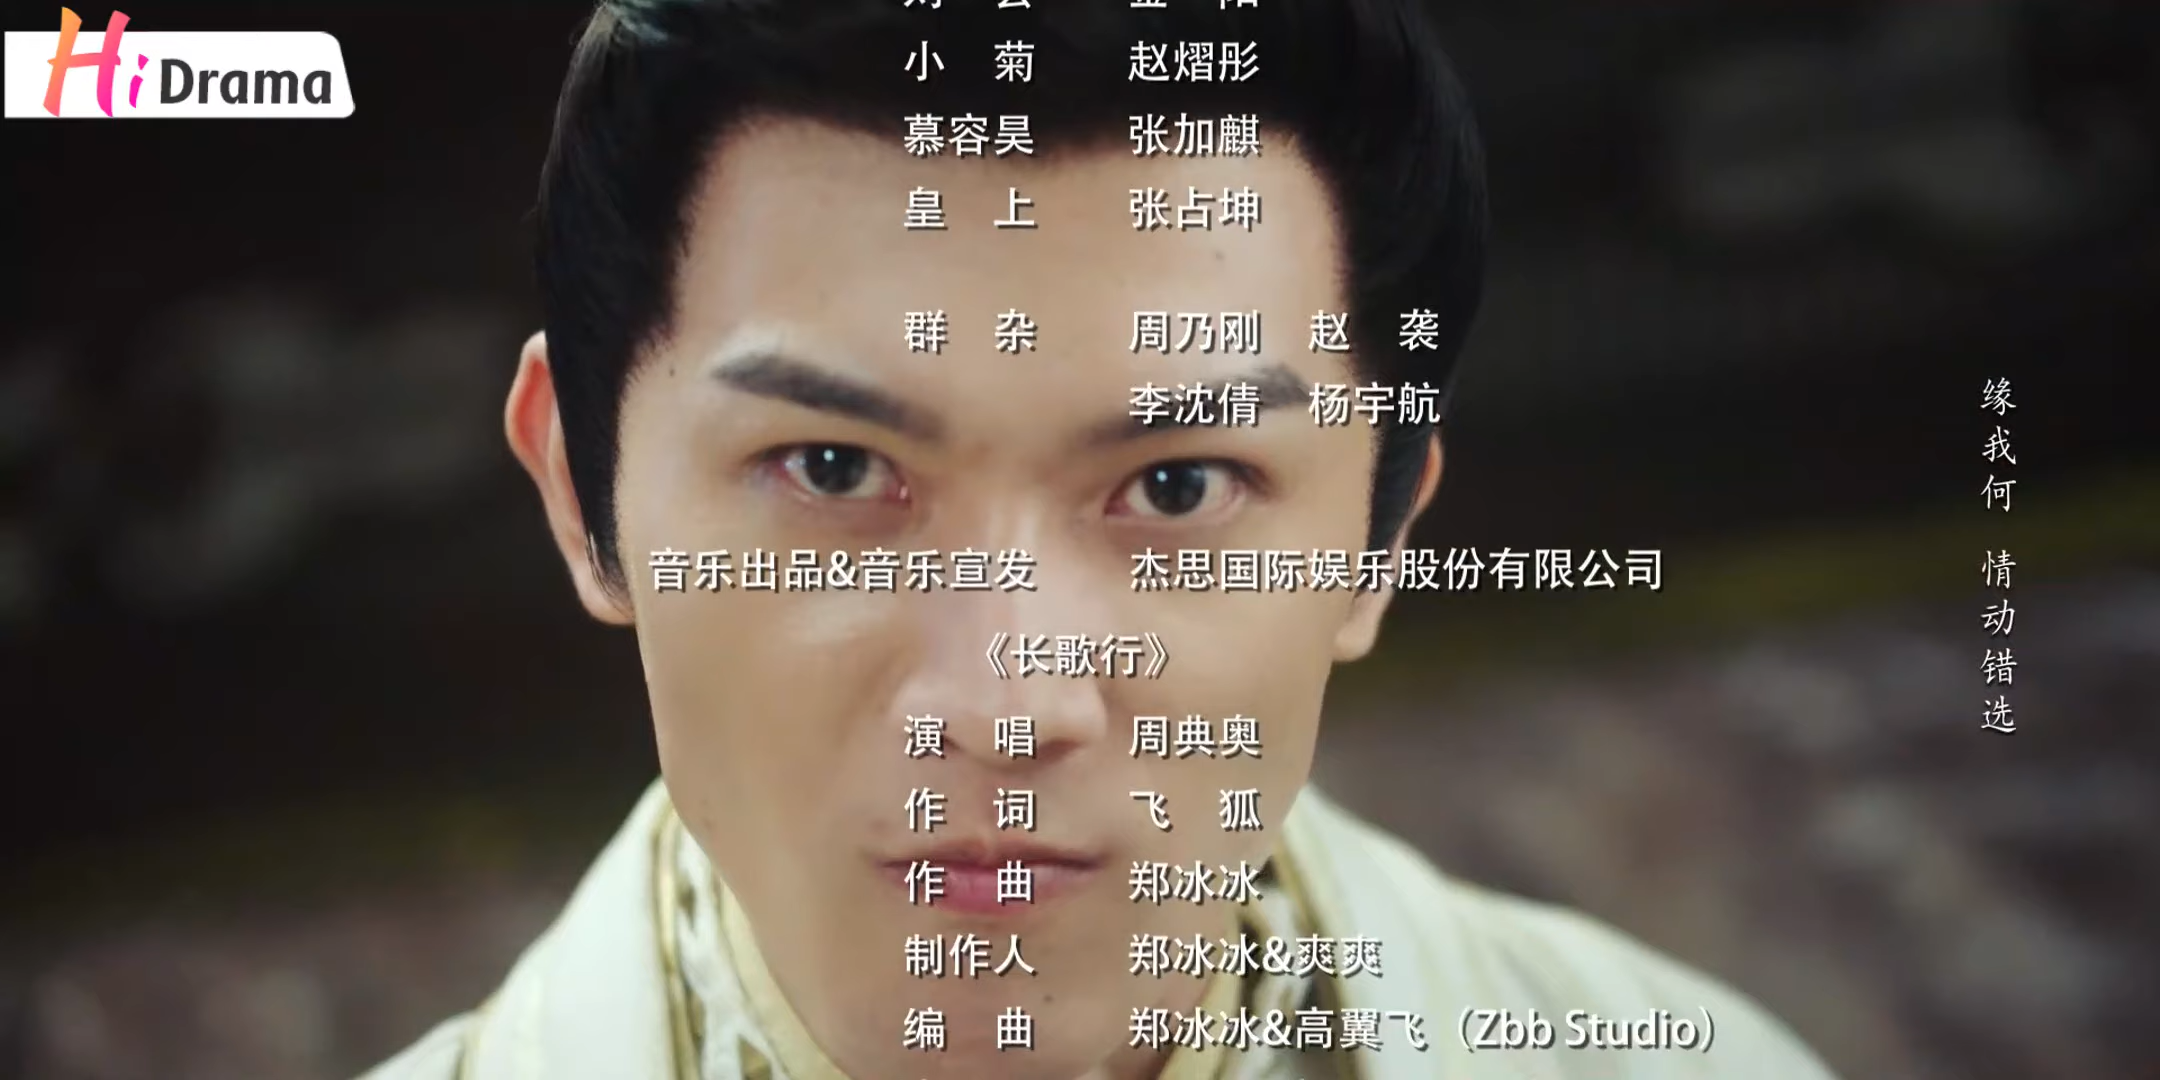 Hi Drama
小 菊 赵熠彤
慕容昊 张加麒
皇 上 张占坤
群 杂 周乃刚 赵 袭
李沈倩 杨宇航
音乐出品&音乐宣发 杰思国际娱乐股份有限公司
《长歌行》
演 唱 周典奥
作 词 飞 狐
作 曲 郑冰冰
制作人 郑冰冰&爽爽
编 曲 郑冰冰&高翼飞（Zbb Studio）
缘我何 情动错选